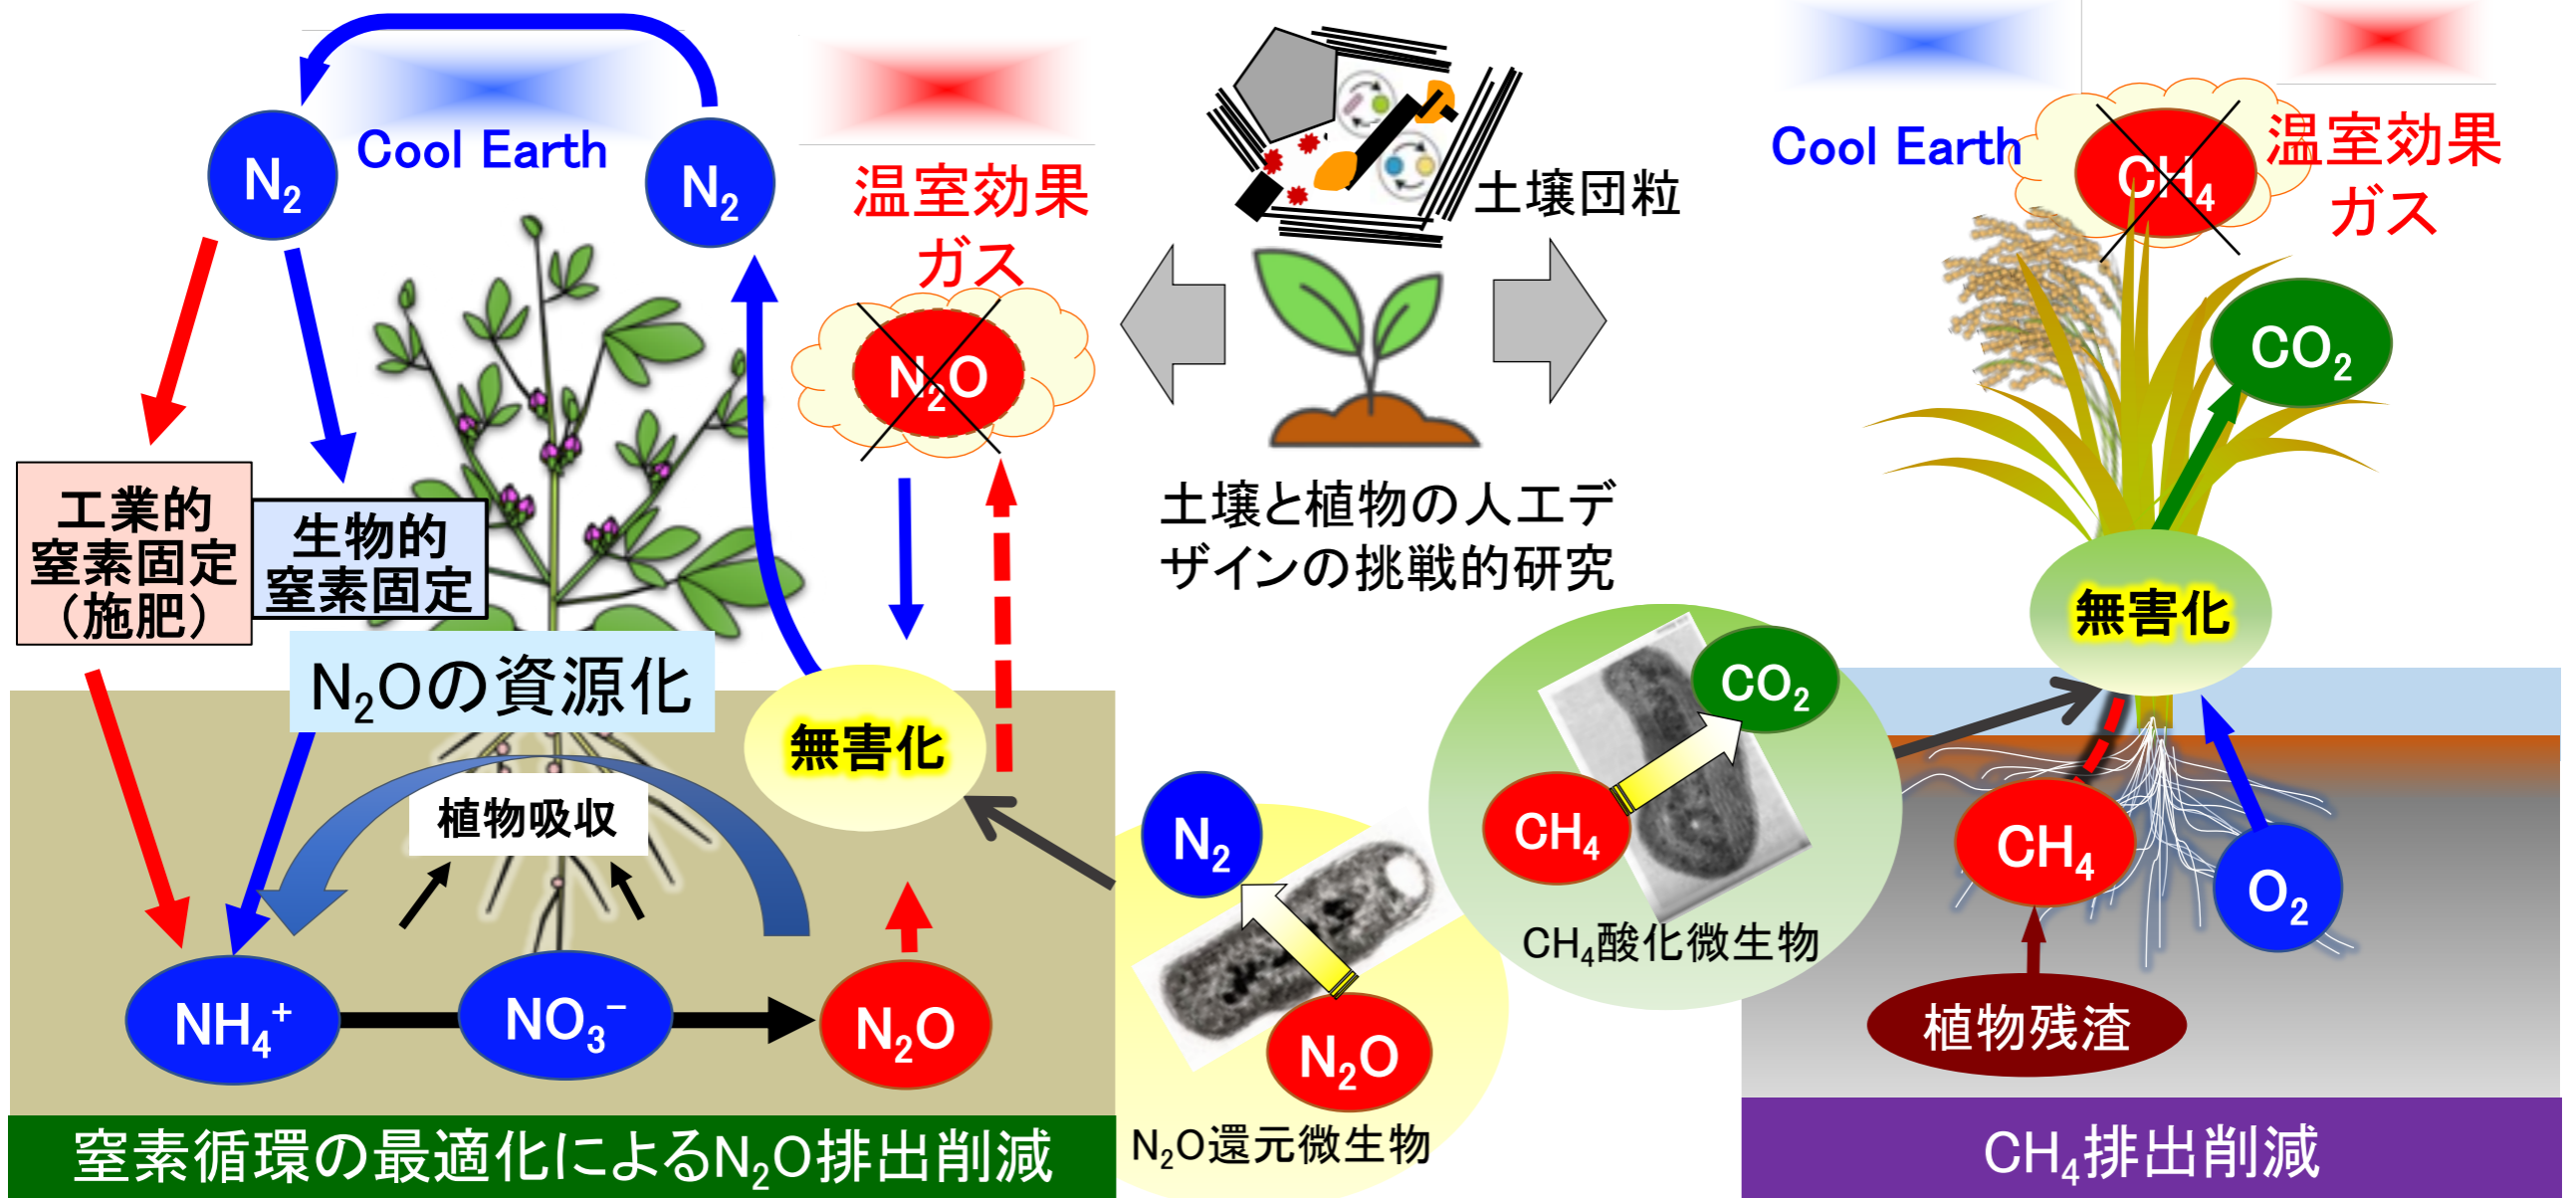 N₂
Cool Earth
N₂
温室効果
ガス
N₂O
工業的
窒素固定
（施肥）
生物的
窒素固定
N₂Oの資源化
無害化
植物吸収
NH₄⁺
NO₃⁻
N₂O
窒素循環の最適化によるN₂O排出削減
土壌団粒
土壌と植物の人工デ
ザインの挑戦的研究
N₂
N₂O
N₂O還元微生物
CO₂
CH₄
CH₄酸化微生物
Cool Earth
CH₄
温室効果
ガス
CO₂
無害化
CH₄
O₂
植物残渣
CH₄排出削減